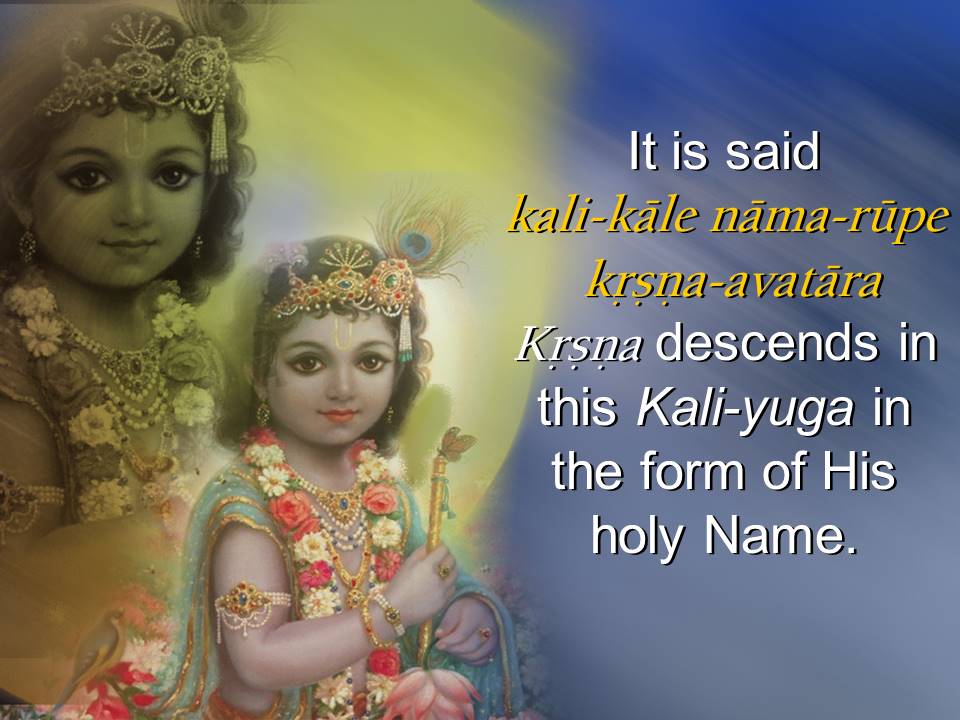 It is said
kali-kāle nāma-rūpe
kṛṣṇa-avatāra
Kṛṣṇa descends in
this Kali-yuga in
the form of His
holy Name.